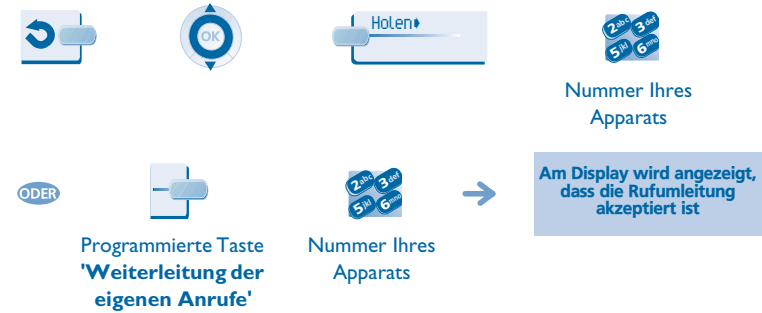 OK
Holen
2abc 3def
5jkl 6mno
Nummer Ihres
Apparats
ODER
2abc 3def
5jkl 6mno
Am Display wird angezeigt,
dass die Rufumleitung
akzeptiert ist
Programmierte Taste
'Weiterleitung der
eigenen Anrufe'
Nummer Ihres
Apparats